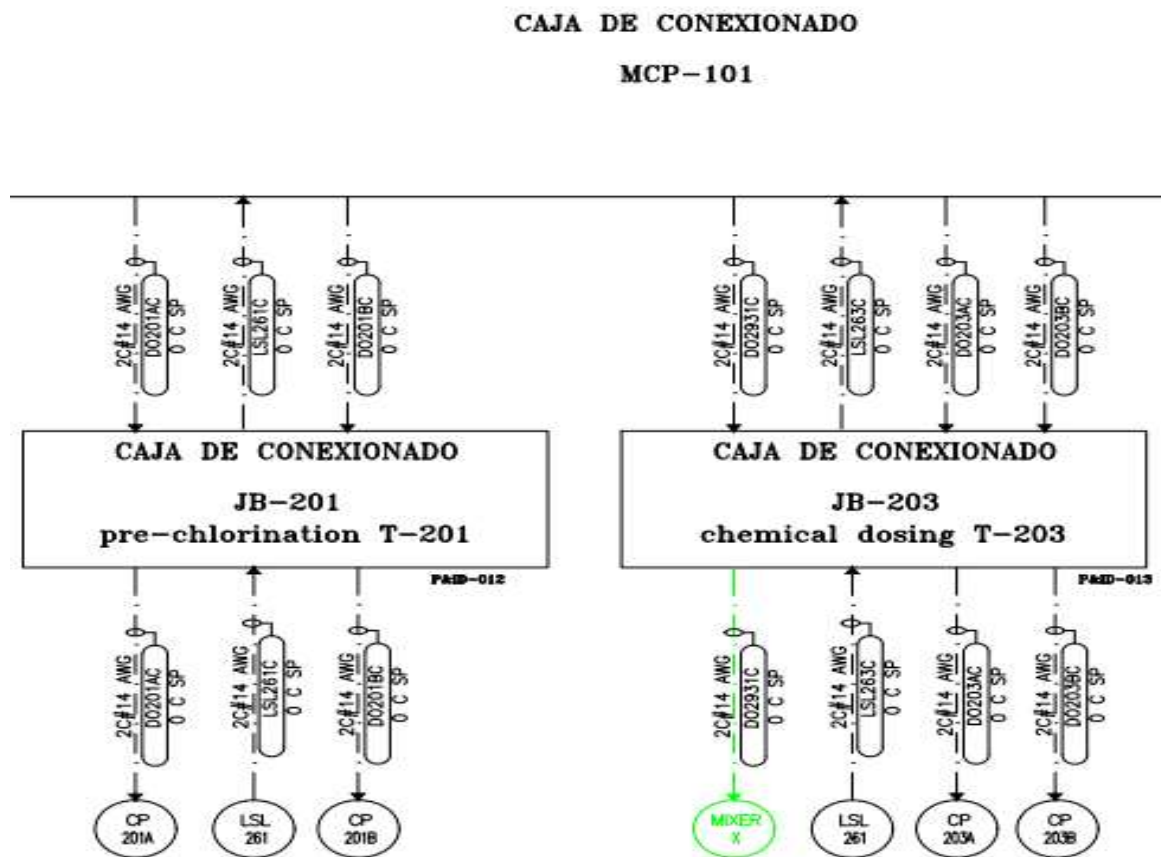 CAJA DE CONEXIONADO
MCP-101
2C#14 AWG
DO201AC
0 C SP
2C#14 AWG
LSL261C
0 C SP
2C#14 AWG
DO201BC
0 C SP
2C#14 AWG
DO2931C
0 C SP
2C#14 AWG
LSL263C
0 C SP
2C#14 AWG
DO203AC
0 C SP
2C#14 AWG
DO203BC
0 C SP
CAJA DE CONEXIONADO
JB-201
pre-chlorination T-201
P&ID-012
CAJA DE CONEXIONADO
JB-203
chemical dosing T-203
P&ID-013
2C#14 AWG
DO201AC
0 C SP
2C#14 AWG
LSL261C
0 C SP
2C#14 AWG
DO201BC
0 C SP
2C#14 AWG
DO2931C
0 C SP
2C#14 AWG
LSL263C
0 C SP
2C#14 AWG
DO203AC
0 C SP
2C#14 AWG
DO203BC
0 C SP
CP
201A
LSL
261
CP
201B
MIXER
X
LSL
261
CP
203A
CP
203B